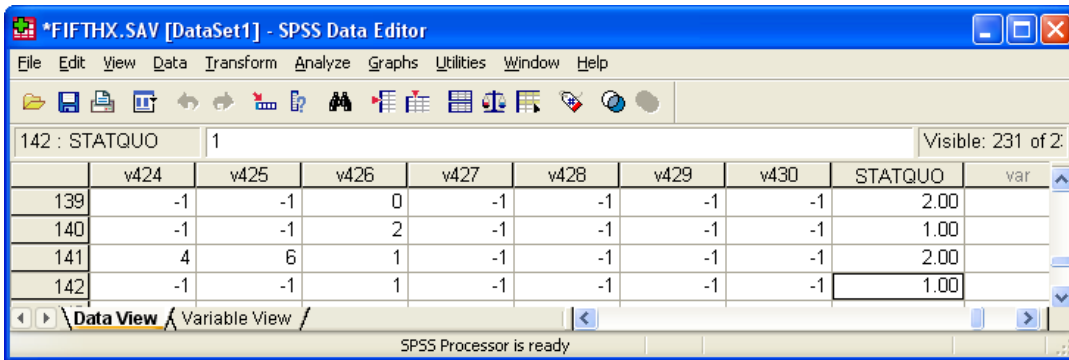 *FIFTHX.SAV [DataSet1] - SPSS Data Editor
File Edit View Data Transform Analyze Graphs Utilities Window Help
142 : STATQUO 1 Visible: 231 of
v424 v425 v426 v427 v428 v429 v430 STATQUO var
139 -1 -1 0 -1 -1 -1 -1 2.00
140 -1 -1 2 -1 -1 -1 -1 1.00
141 4 6 1 -1 -1 -1 -1 2.00
142 -1 -1 1 -1 -1 -1 -1 1.00
Data View Variable View
SPSS Processor is ready